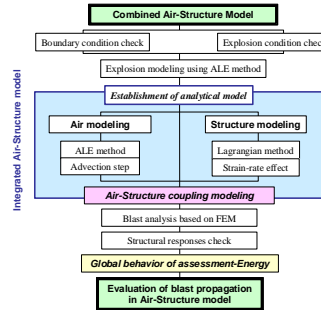 Combined Air-Structure Model
Boundary condition check
Explosion condition check
Explosion modeling using ALE method
Integrated Air-Structure model
Establishment of analytical model
Air modeling
Structure modeling
ALE method
Lagrangian method
Advection step
Strain-rate effect
Air-Structure coupling modeling
Blast analysis based on FEM
Structural responses check
Global behavior of assessment-Energy
Evaluation of blast propagation
in Air-Structure model